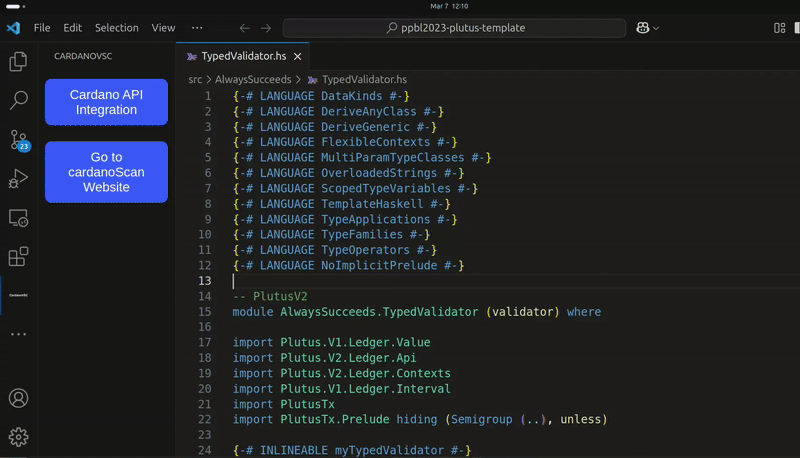 Mar 7 12:10
File Edit Selection View ··· ppbl2023-plutus-template
CARDANOVSC
TypedValidator.hs
Cardano API
Integration
Go to
cardanoScan
Website
23
CardanoVSC
src > AlwaysSucceeds > TypedValidator.hs
1 {-# LANGUAGE DataKinds #-}
2 {-# LANGUAGE DeriveAnyClass #-}
3 {-# LANGUAGE DeriveGeneric #-}
4 {-# LANGUAGE FlexibleContexts #-}
5 {-# LANGUAGE MultiParamTypeClasses #-}
6 {-# LANGUAGE OverloadedStrings #-}
7 {-# LANGUAGE ScopedTypeVariables #-}
8 {-# LANGUAGE TemplateHaskell #-}
9 {-# LANGUAGE TypeApplications #-}
10 {-# LANGUAGE TypeFamilies #-}
11 {-# LANGUAGE TypeOperators #-}
12 {-# LANGUAGE NoImplicitPrelude #-}
13
14 -- PlutusV2
15 module AlwaysSucceeds.TypedValidator (validator) where
16
17 import Plutus.V1.Ledger.Value
18 import Plutus.V2.Ledger.Api
19 import Plutus.V2.Ledger.Contexts
20 import Plutus.V1.Ledger.Interval
21 import PlutusTx
22 import PlutusTx.Prelude hiding (Semigroup (..), unless)
23
24 {-# INLINEABLE myTypedValidator #-}